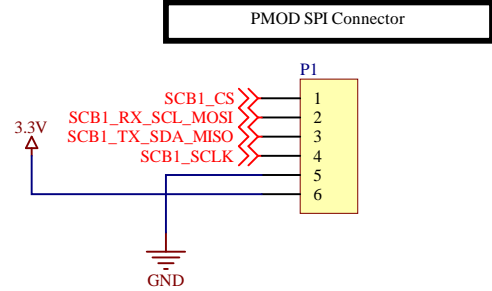 PMOD SPI Connector
P1
SCB1_CS 1
SCB1_RX_SCL_MOSI 2
SCB1_TX_SDA_MISO 3
SCB1_SCLK 4
3.3V
5
6
GND